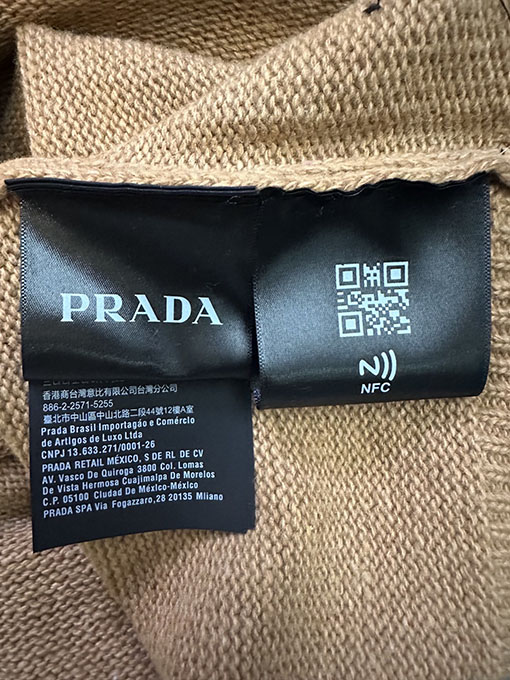 PRADA
NFC
香港商台灣意比有限公司台灣分公司
886-2-2571-5255
臺北市中山區中山北路二段44號12樓A室
Prada Brasil Importagão e Comércio
de Artlgos de Luxo Ltda
CNPJ 13.633.271/0001-26
PRADA RETAIL MÉXICO, S DE RL DE CV
AV. Vasco De Quiroga 3800 Col. Lomas
De Vista Hermosa Cuajimalpa De Morelos
C.P. 05100 Ciudad De México-México
PRADA SPA Via Fogazzaro,28 20135 Miiano